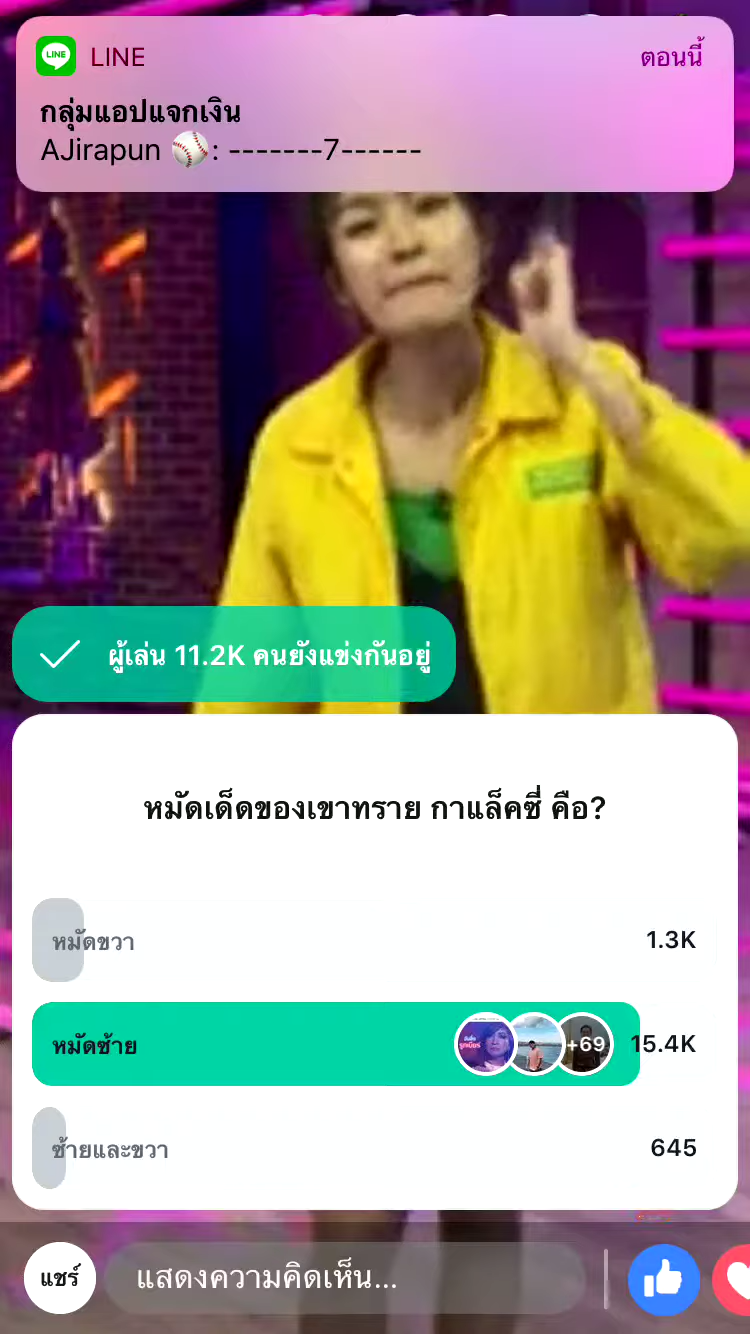 LINE
LINE
ตอนนี้
กลุ่มแอปแจกเงิน
AJirapun ⚾: -------7------
ผู้เล่น 11.2K คนยังแข่งกันอยู่
หมัดเด็ดของเขาทราย กาแล็คซี่ คือ?
หมัดขวา
1.3K
หมัดซ้าย
+69
15.4K
ซ้ายและขวา
645
แชร์
แสดงความคิดเห็น...